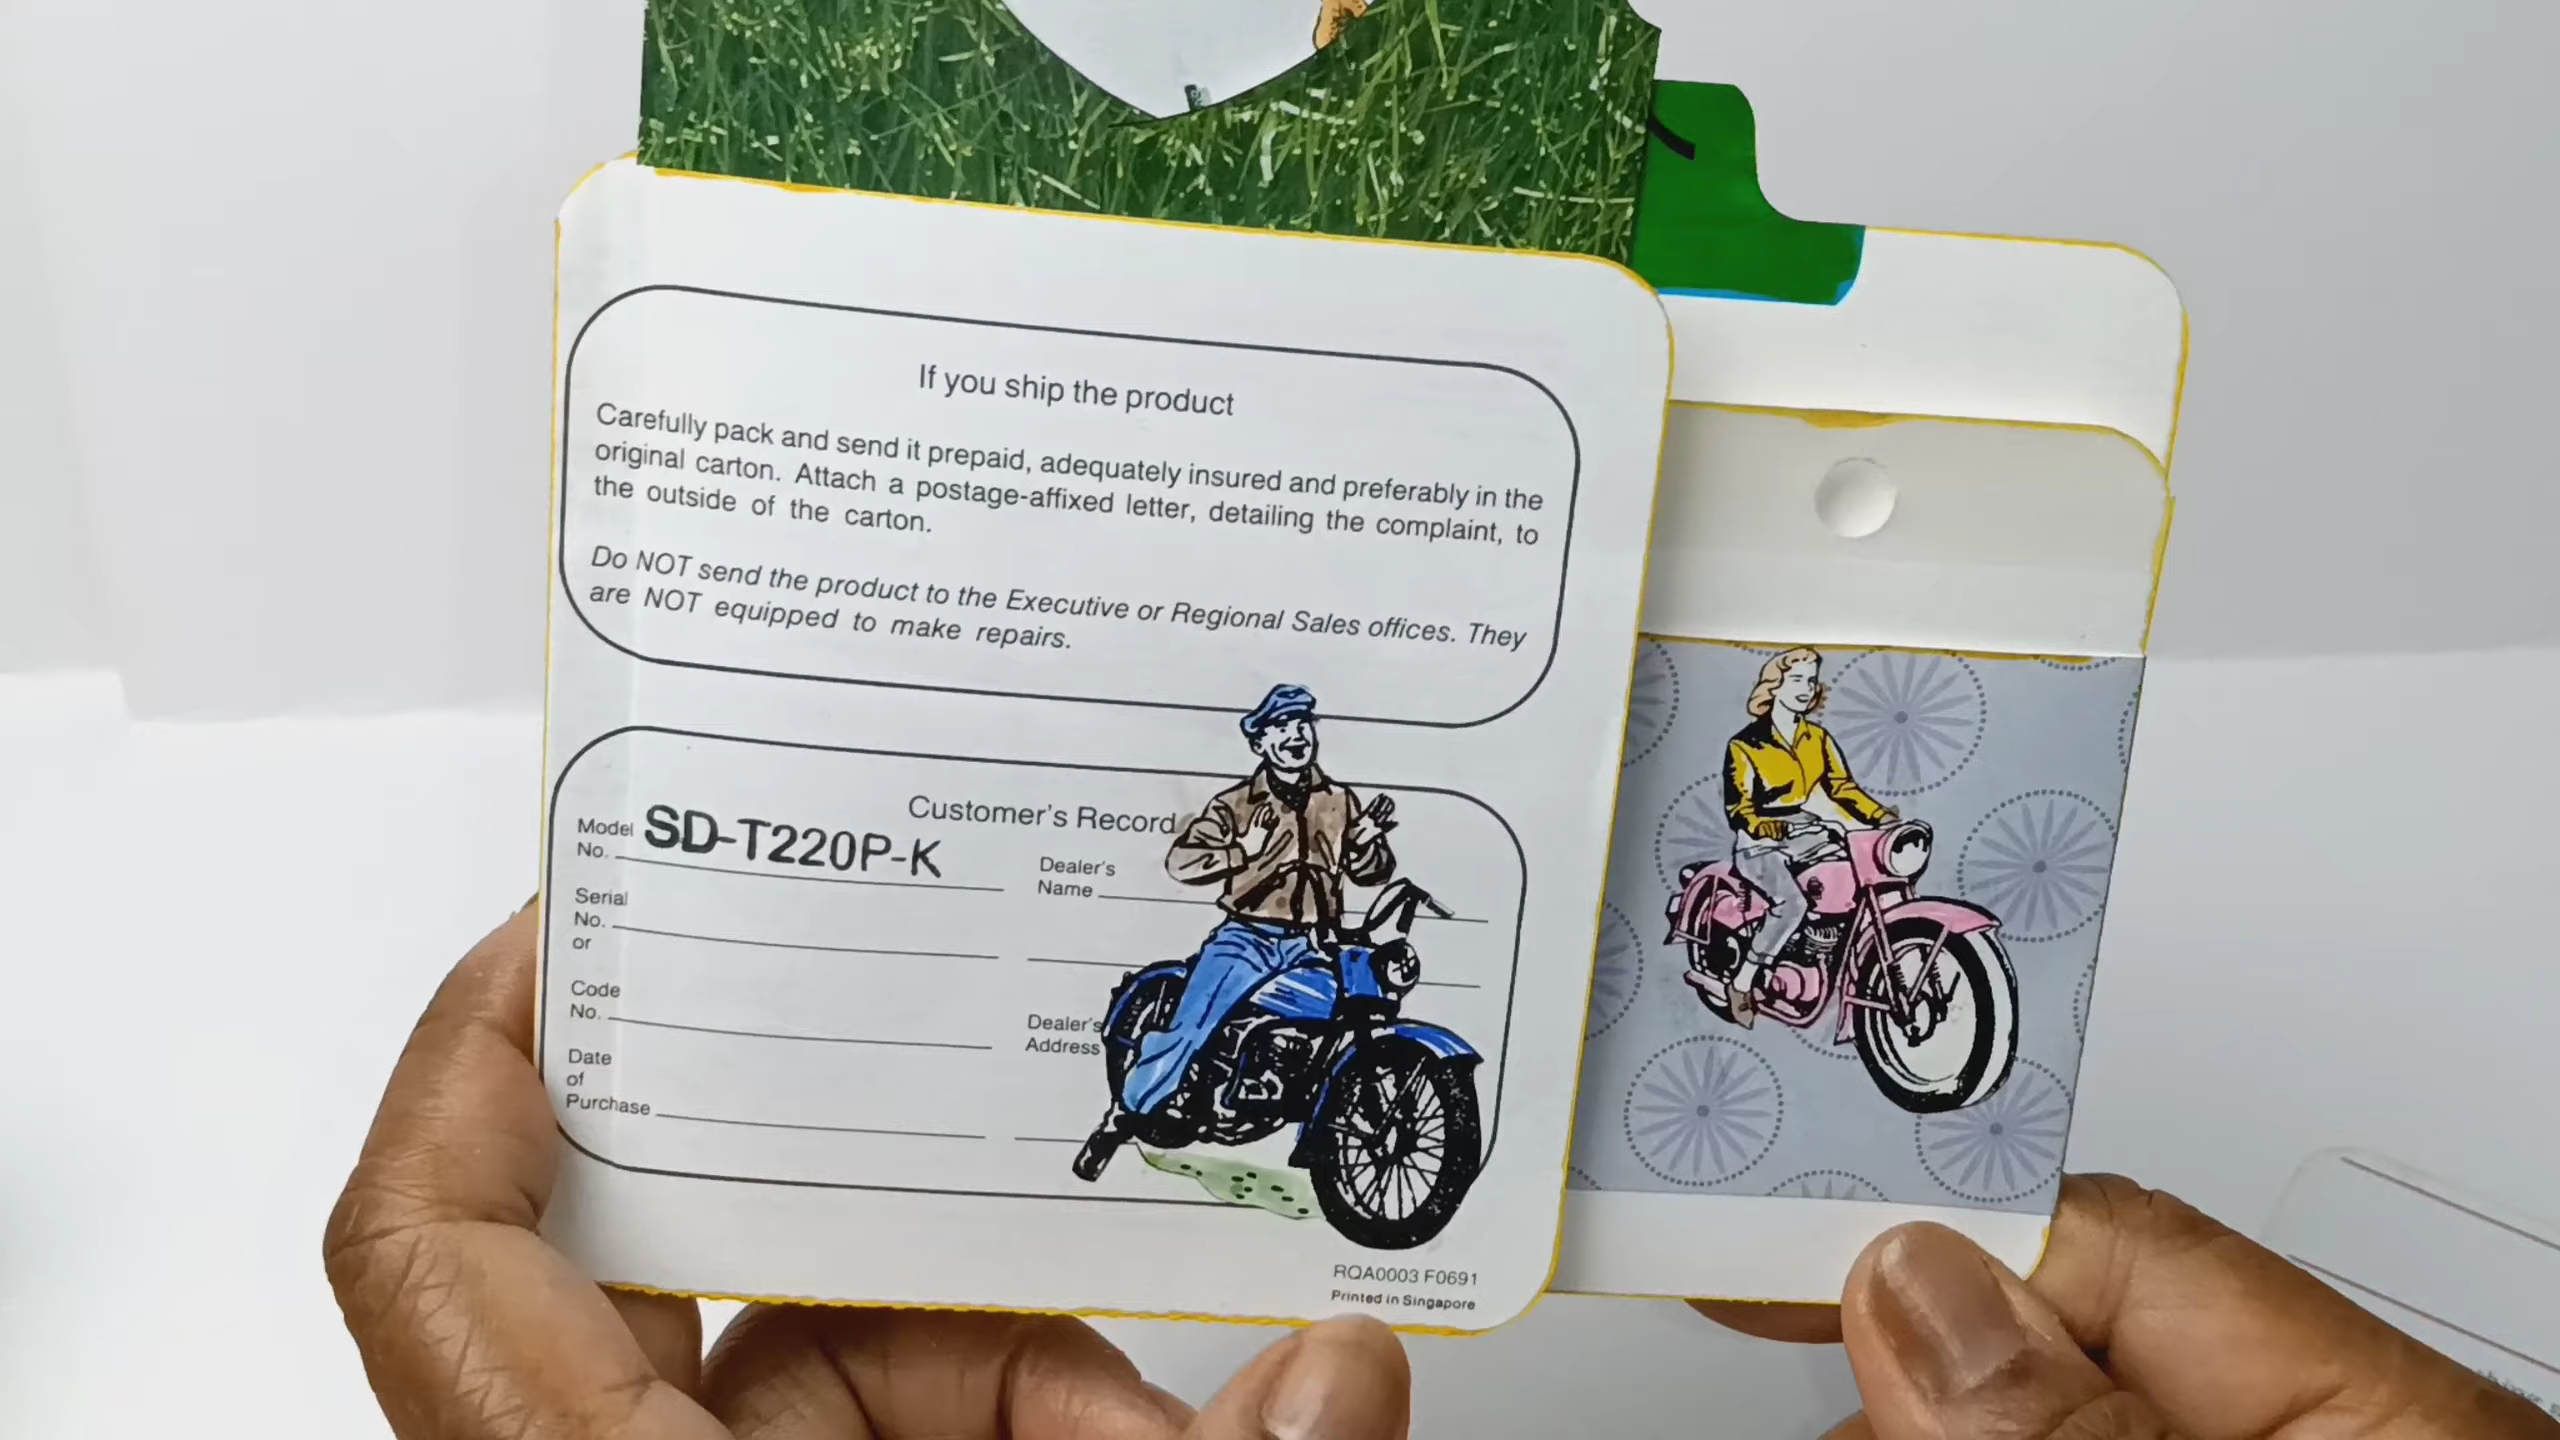 If you ship the product
Carefully pack and send it prepaid, adequately insured and preferably in the
original carton. Attach a postage-affixed letter, detailing the complaint, to
the outside of the carton.
Do NOT send the product to the Executive or Regional Sales offices. They
are NOT equipped to make repairs.
Customer's Record
Model
No. SD-T220P-K
Serial
No.
or
Code
No.
Date
of
Purchase
Dealer's
Name
Dealer's
Address
RQA0003 F0691
Printed in Singapore